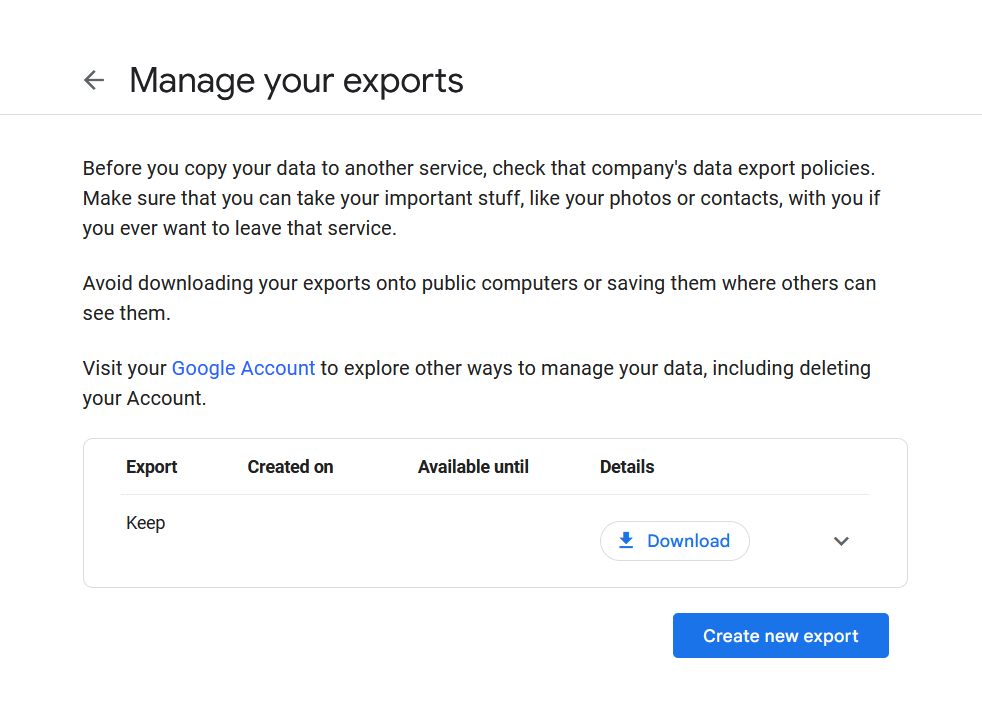 Manage your exports
Before you copy your data to another service, check that company's data export policies.
Make sure that you can take your important stuff, like your photos or contacts, with you if
you ever want to leave that service.
Avoid downloading your exports onto public computers or saving them where others can
see them.
Visit your Google Account to explore other ways to manage your data, including deleting
your Account.
Export Created on Available until Details
Keep
Download
Create new export